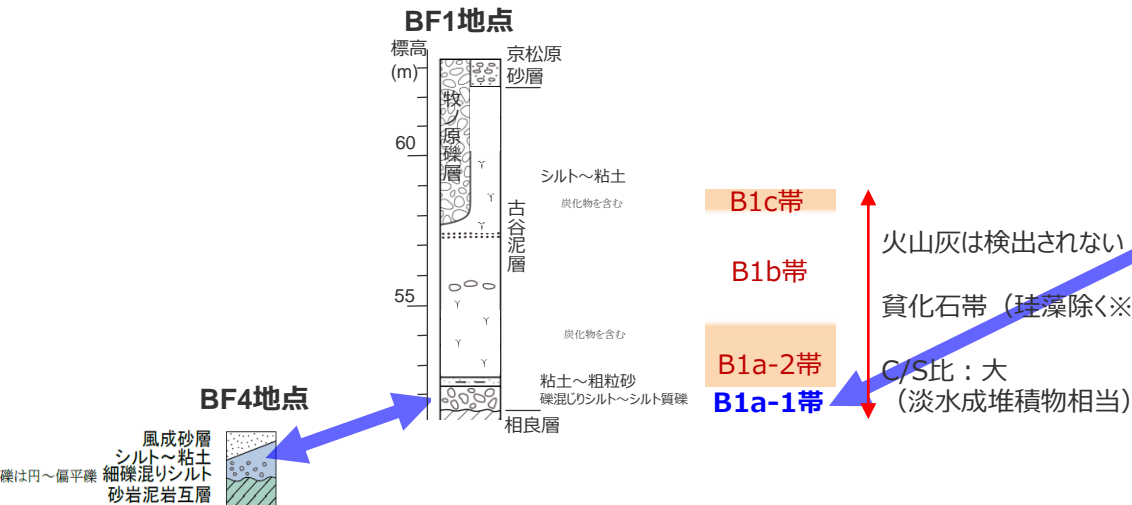 BF1地点
標高
(m)
京松原
砂層
牧ノ原礫層
60
シルト～粘土
炭化物を含む
古谷泥層
B1c帯
火山灰は検出されない
B1b帯
55
貧化石帯（珪藻除く※
炭化物を含む
B1a-2帯
C/S比：大
粘土～粗粒砂
礫混じりシルト～シルト質礫
B1a-1帯
（淡水成堆積物相当）
相良層
BF4地点
風成砂層
シルト～粘土
礫は円～偏平礫 細礫混りシルト
砂岩泥岩互層